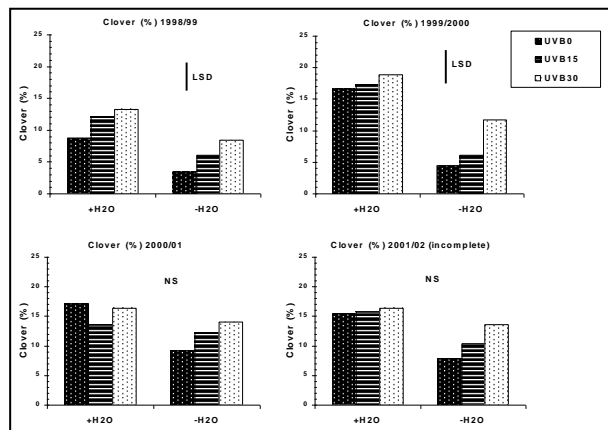 Clover (%) 1998/99
Clover (%)
25
20
15
10
5
0
LSD
+H2O
-H2O
Clover (%) 1999/2000
Clover (%)
25
20
15
10
5
0
LSD
+H2O
-H2O
UVB0
UVB15
UVB30
Clover (%) 2000/01
Clover (%)
25
20
15
10
5
0
NS
+H2O
-H2O
Clover (%) 2001/02 (incomplete)
Clover (%)
25
20
15
10
5
0
NS
+H2O
-H2O